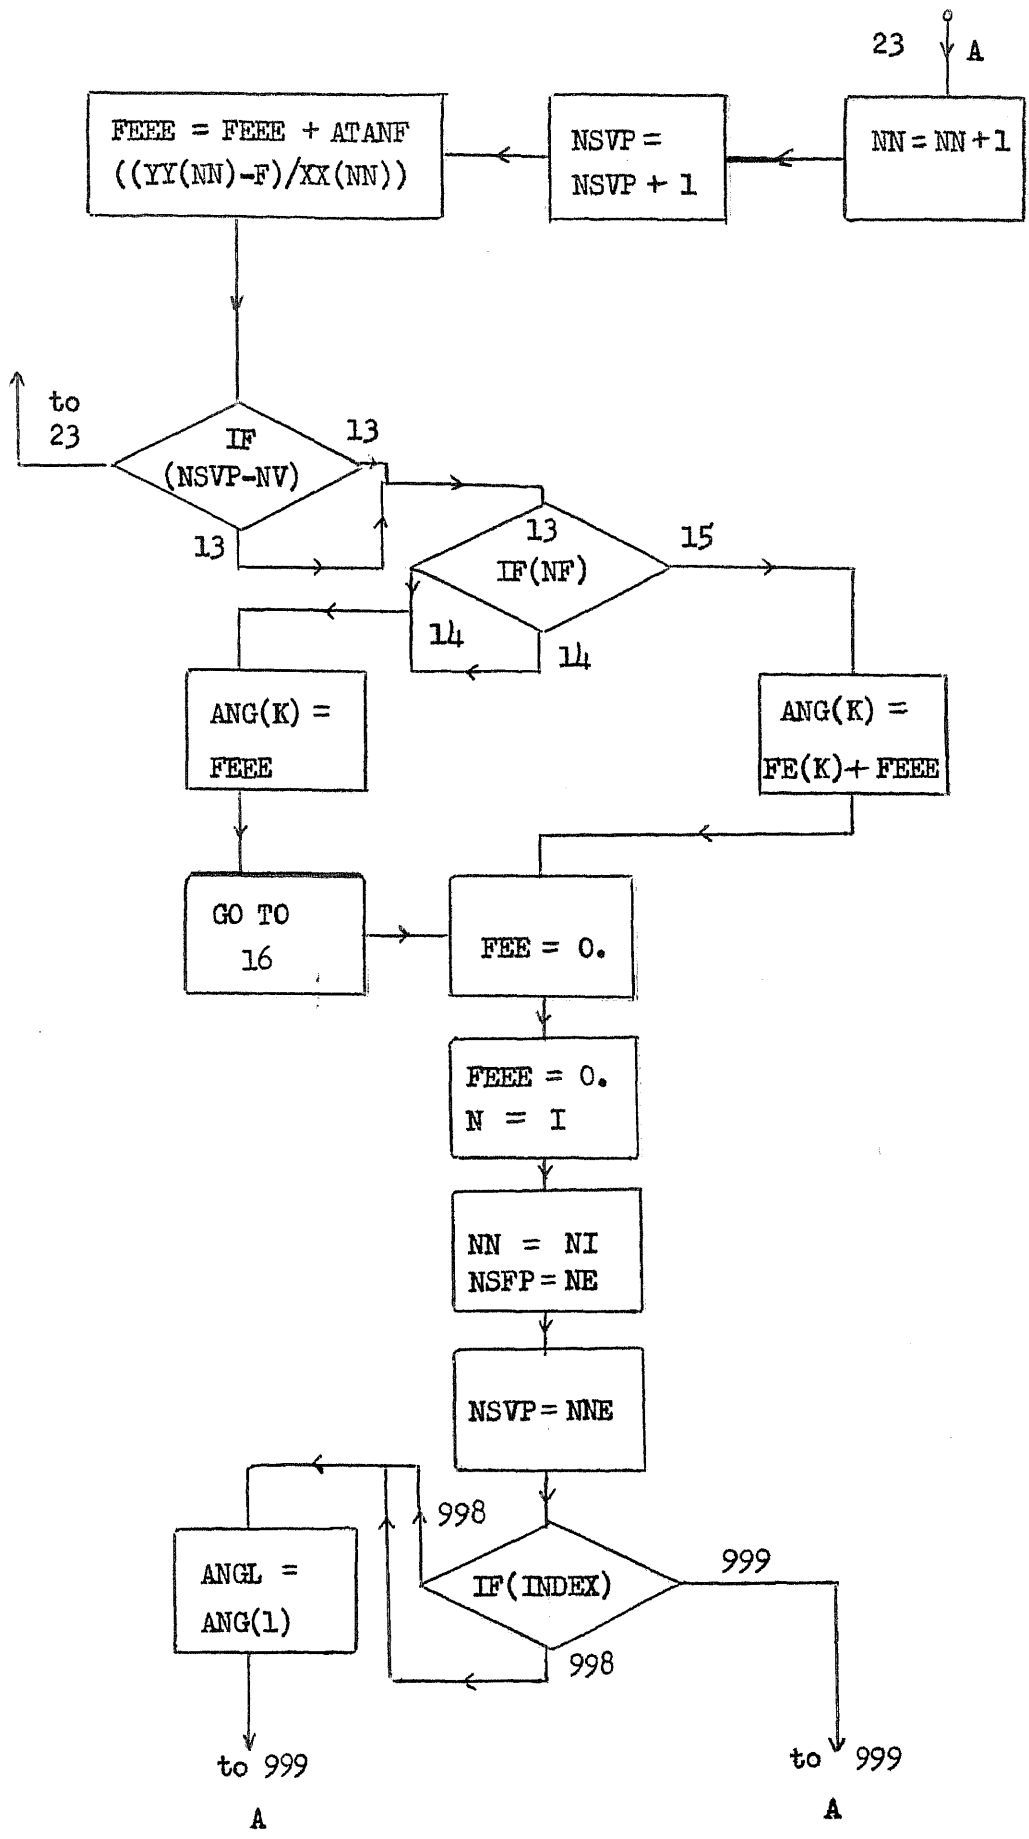 23
A
NN = NN + 1
NSVP =
NSVP + 1
FEEE = FEEE + ATANF
((YY(NN)-F)/XX(NN))
to
23
IF
(NSVP-NV)
13
13
13
IF(NF)
15
14
14
ANG(K) =
FEEE
ANG(K) =
FE(K) + FEEE
GO TO
16
FEE = 0.
FEEE = 0.
N = I
NN = NI
NSFP = NE
NSVP = NNE
998
IF(INDEX)
999
998
ANGL =
ANG(1)
to 999
A
to 999
A